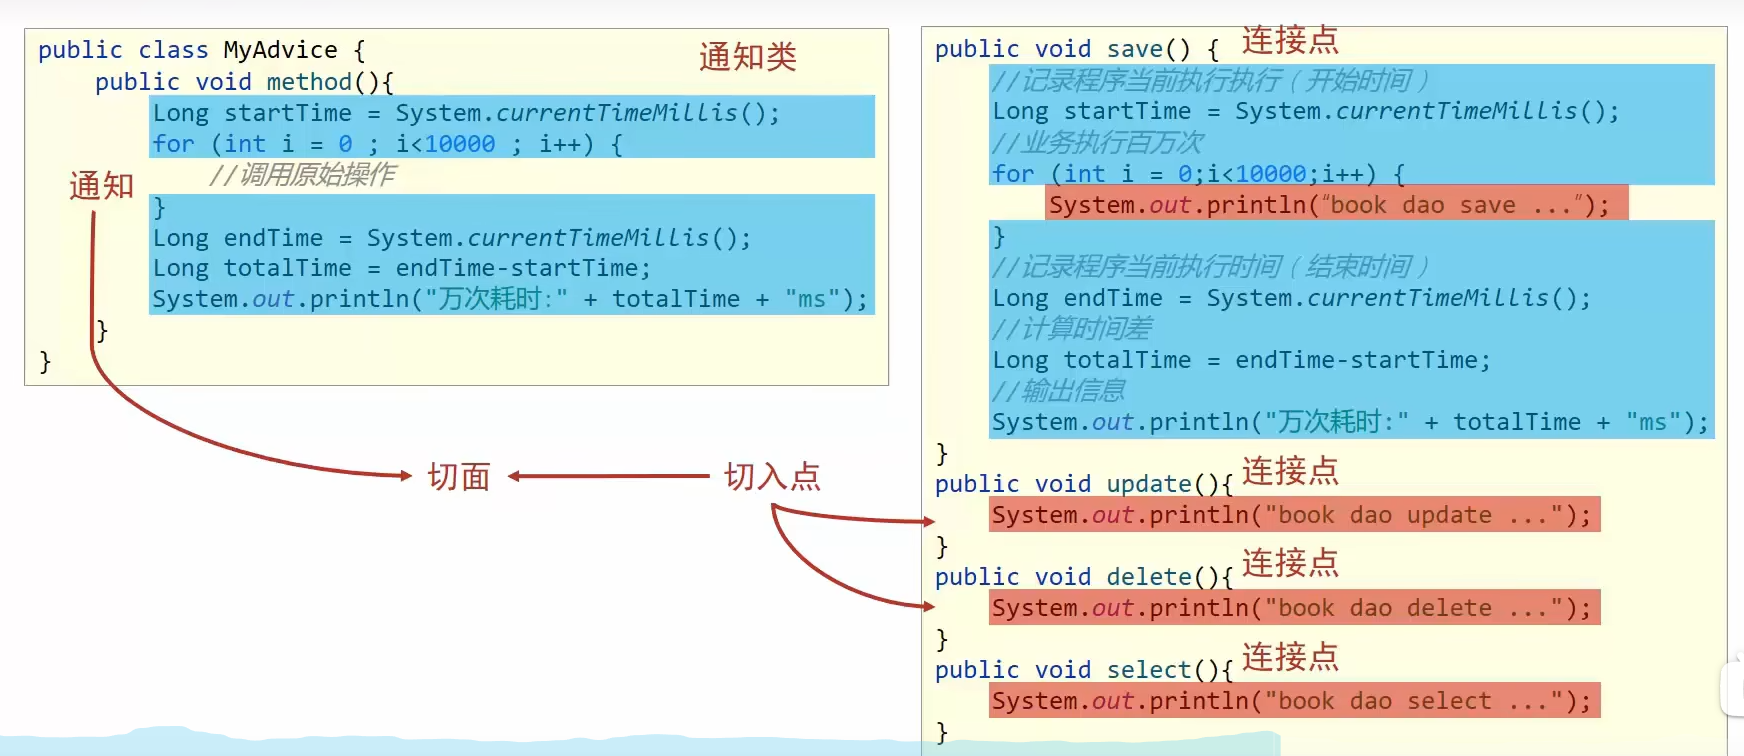 public class MyAdvice {
通知类
public void method(){
Long startTime = System.currentTimeMillis();
for (int i = 0 ; i<10000 ; i++) {
//调用原始操作
通知
}
Long endTime = System.currentTimeMillis();
Long totalTime = endTime-startTime;
System.out.println("万次耗时:" + totalTime + "ms");
}
}
切面
切入点
public void save() {
连接点
//记录程序当前执行执行（开始时间）
Long startTime = System.currentTimeMillis();
//业务执行百万次
for (int i = 0;i<10000;i++) {
System.out.println(“book dao save ...”);
}
//记录程序当前执行时间（结束时间）
Long endTime = System.currentTimeMillis();
//计算时间差
Long totalTime = endTime-startTime;
//输出信息
System.out.println("万次耗时:" + totalTime + "ms");
}
public void update(){
连接点
System.out.println("book dao update ...");
}
public void delete(){
连接点
System.out.println("book dao delete ...");
}
public void select(){
连接点
System.out.println("book dao select ...");
}